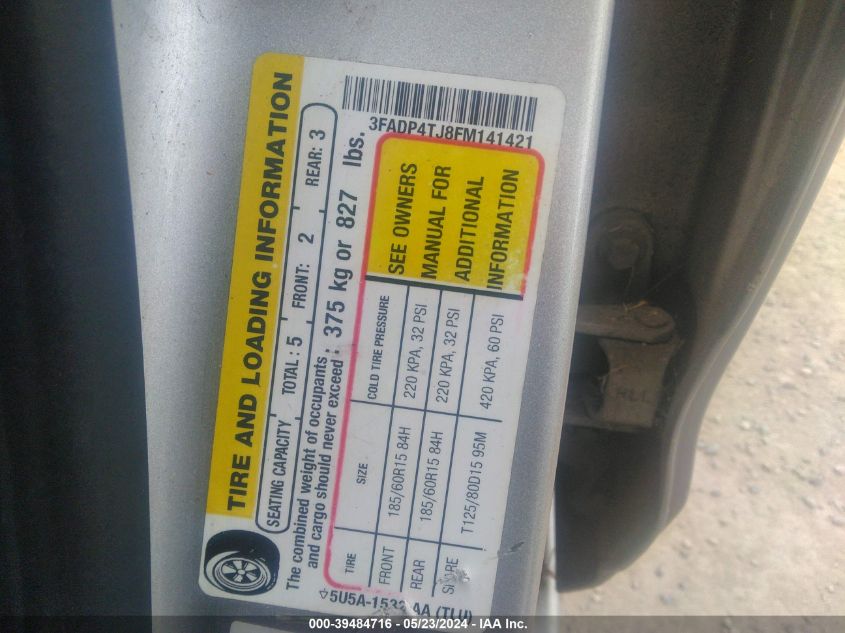 TIRE AND LOADING INFORMATION
SEATING CAPACITY TOTAL: 5 FRONT: 2 REAR: 3
The combined weight of occupants
and cargo should never exceed: 375 kg or 827 lbs.
3FADP4TJ8FM141421
TIRE SIZE COLD TIRE PRESSURE
FRONT 185/60R15 84H 220 KPA, 32 PSI
REAR 185/60R15 84H 220 KPA, 32 PSI
SPARE T125/80D15 95M 420 KPA, 60 PSI
SEE OWNERS
MANUAL FOR
ADDITIONAL
INFORMATION
(TLU)
000-39484716 - 05/23/2024 - IAAI, Inc.